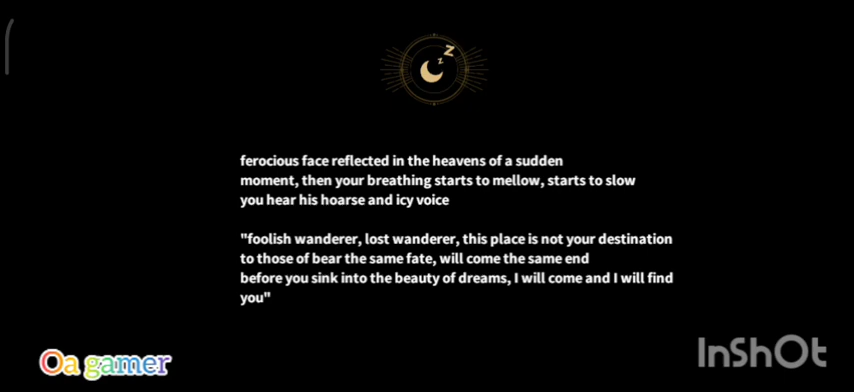 z
z
ferocious face reflected in the heavens of a sudden
moment, then your breathing starts to mellow, starts to slow
you hear his hoarse and icy voice
"foolish wanderer, lost wanderer, this place is not your destination
to those of bear the same fate, will come the same end
before you sink into the beauty of dreams, I will come and I will find
you"
Oa gamer
InShOt